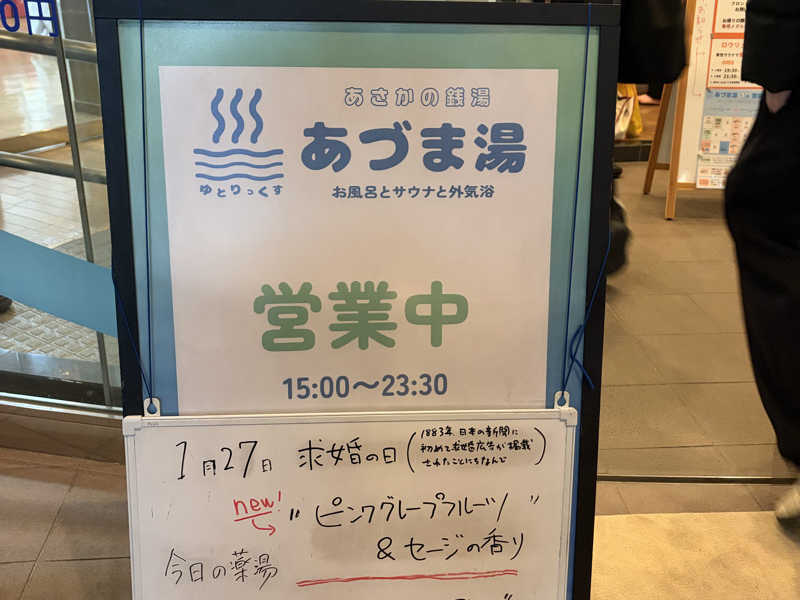 0円
あさかの銭湯
あづま湯
ゆとりっくす
お風呂とサウナと外気浴
営業中
15:00〜23:30
1月27日 求婚の日(1883年、日本の新聞に
初めて求婚広告が掲載
されたことにちなんで)
new!
"ピンクグレープフルーツ"
&セージの香り
今日の薬湯